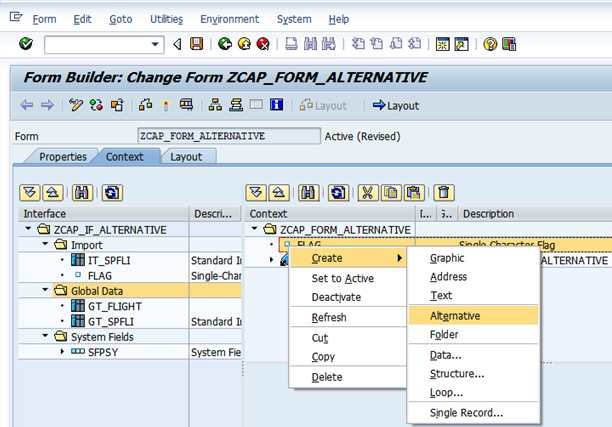 Form Edit Goto Utilities Environment System Help
Form Builder: Change Form ZCAP_FORM_ALTERNATIVE
Layout Layout
Form ZCAP_FORM_ALTERNATIVE Active (Revised)
Properties Context Layout
Interface Descri...
ZCAP_IF_ALTERNATIVE
Import
IT_SPFLI Standard In
FLAG Single-Char
Global Data
GT_FLIGHT
GT_SPFLI Standard In
System Fields
SFPSY System Fie
Context I... S.. Description
ZCAP_FORM_ALTERNATIVE
FLAG Single-Character Flag
ALTERNATIVE
Create
Set to Active
Deactivate
Refresh
Cut
Copy
Delete
Graphic
Address
Text
Alternative
Folder
Data...
Structure...
Loop...
Single Record...